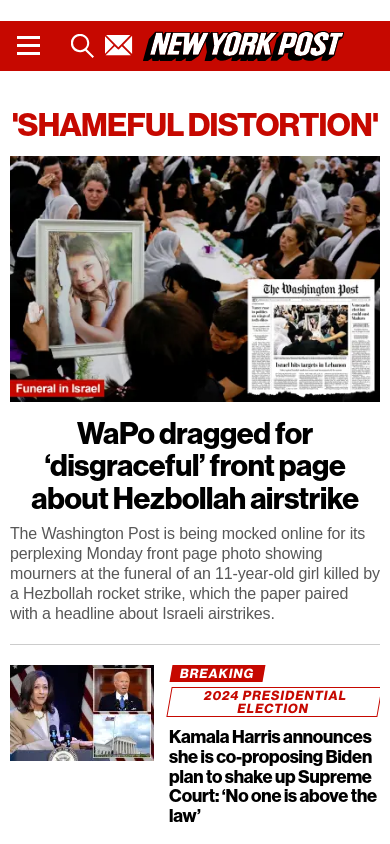 NEW YORK POST
'SHAMEFUL DISTORTION'
The Washington Post
Israel hits targets in Lebanon
Funeral in Israel
WaPo dragged for
‘disgraceful’ front page
about Hezbollah airstrike
The Washington Post is being mocked online for its
perplexing Monday front page photo showing
mourners at the funeral of an 11-year-old girl killed by
a Hezbollah rocket strike, which the paper paired
with a headline about Israeli airstrikes.
BREAKING
2024 PRESIDENTIAL
ELECTION
Kamala Harris announces
she is co-proposing Biden
plan to shake up Supreme
Court: ‘No one is above the
law’